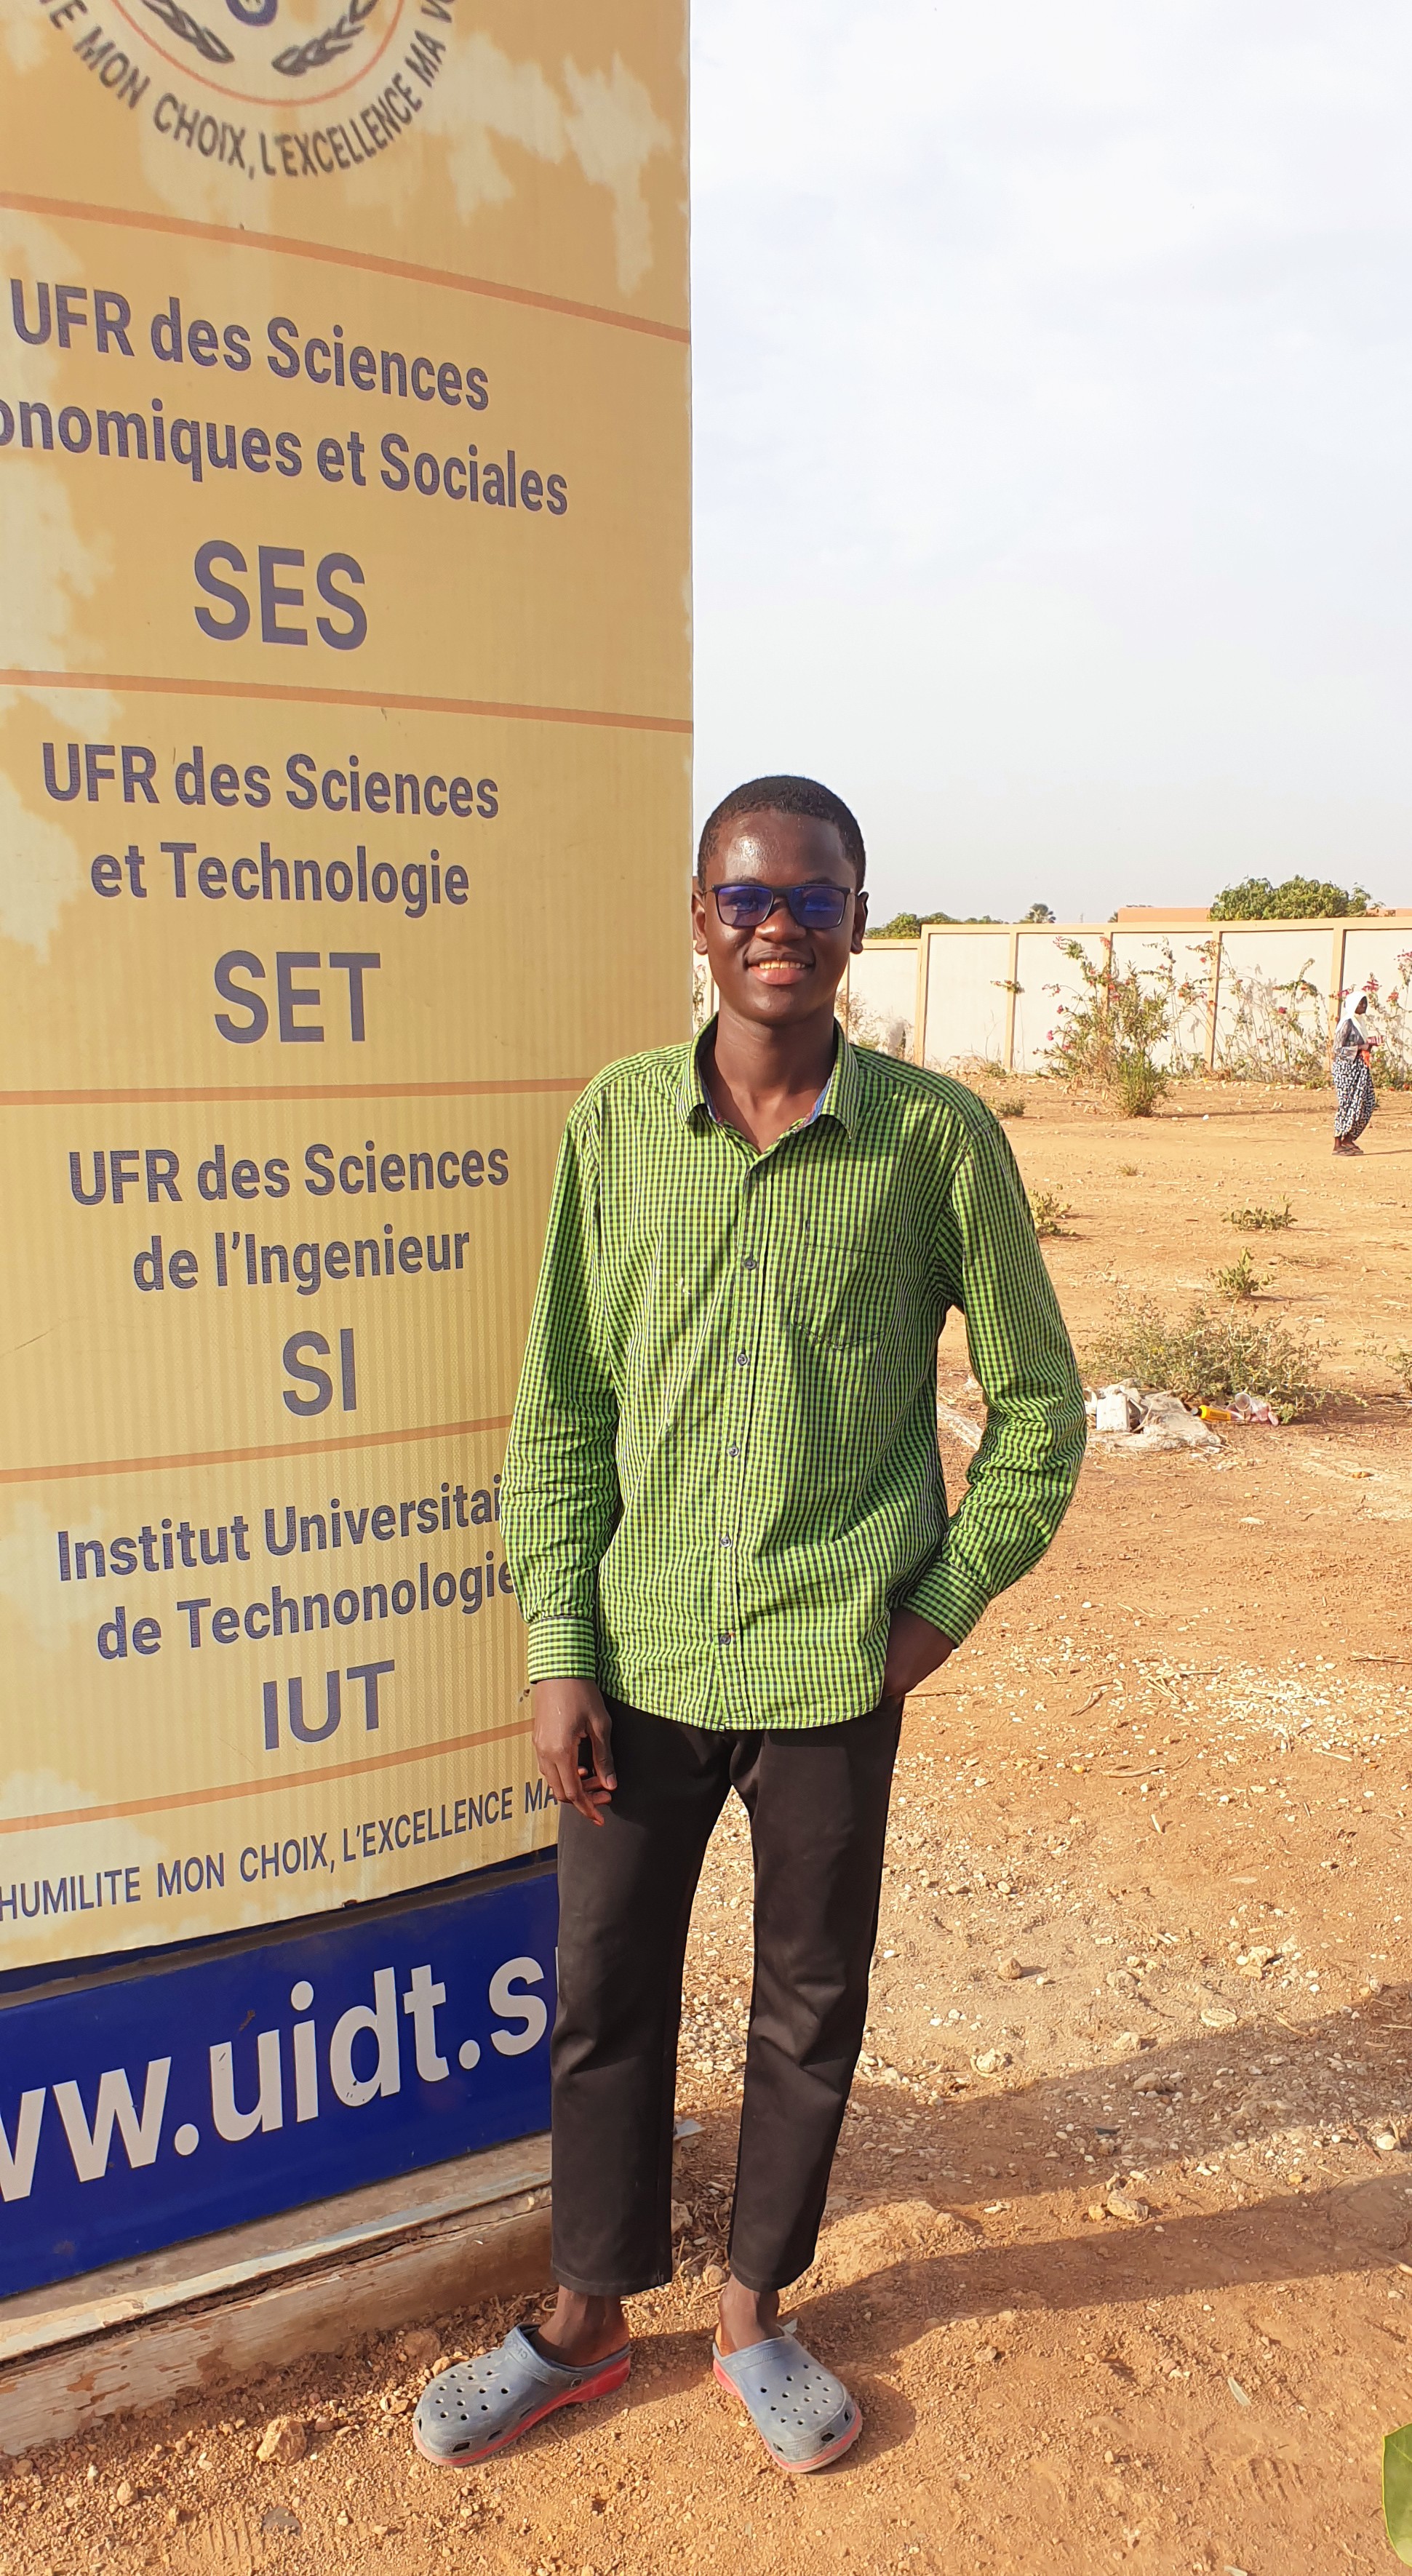 MON CHOIX, L'EXCELLENCE MA
UFR des Sciences
onomiques et Sociales
SES
UFR des Sciences
et Technologie
SET
UFR des Sciences
de l'Ingenieur
SI
Institut Universitai
de Technonologie
IUT
HUMILITE MON CHOIX, L'EXCELLENCE MA
ww.uidt.s